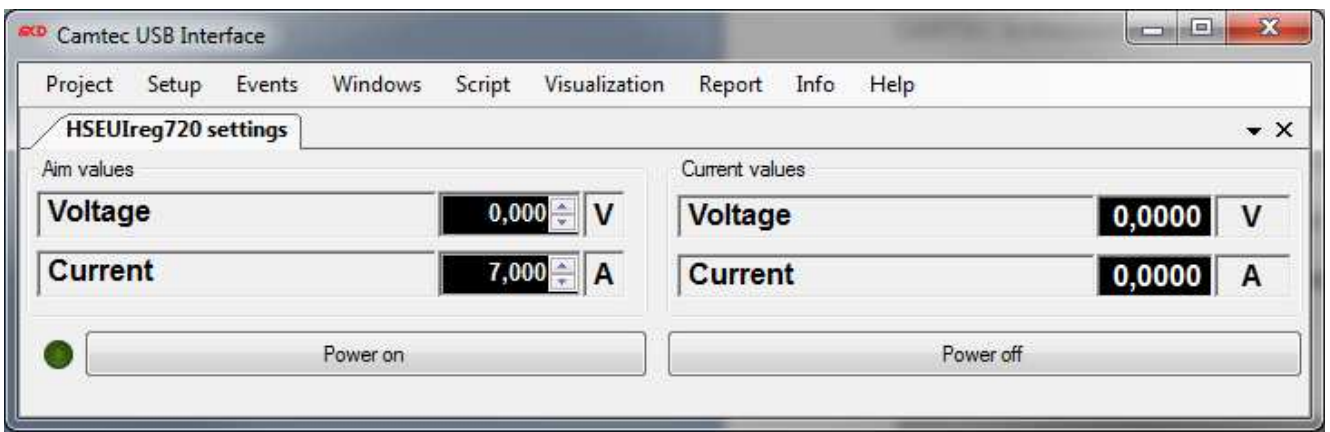 Camtec USB Interface
Project Setup Events Windows Script Visualization Report Info Help
HSEUIreg720 settings
Aim values
Voltage 0,000 V
Current 7,000 A
Current values
Voltage 0,0000 V
Current 0,0000 A
Power on
Power off